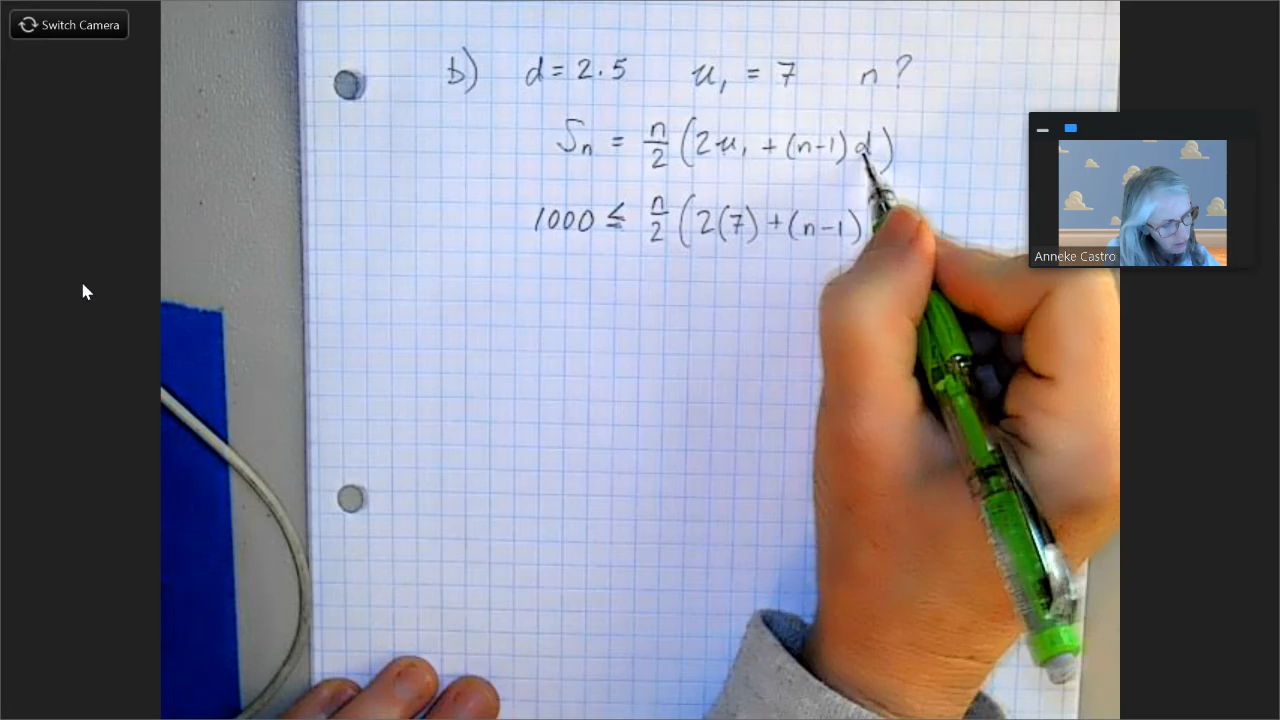 Switch Camera
b) d = 2.5 u₁ = 7 n?
Sₙ = n/2 (2u₁ + (n-1)d)
1000 ≤ n/2 (2(7) + (n-1)
Anneke Castro